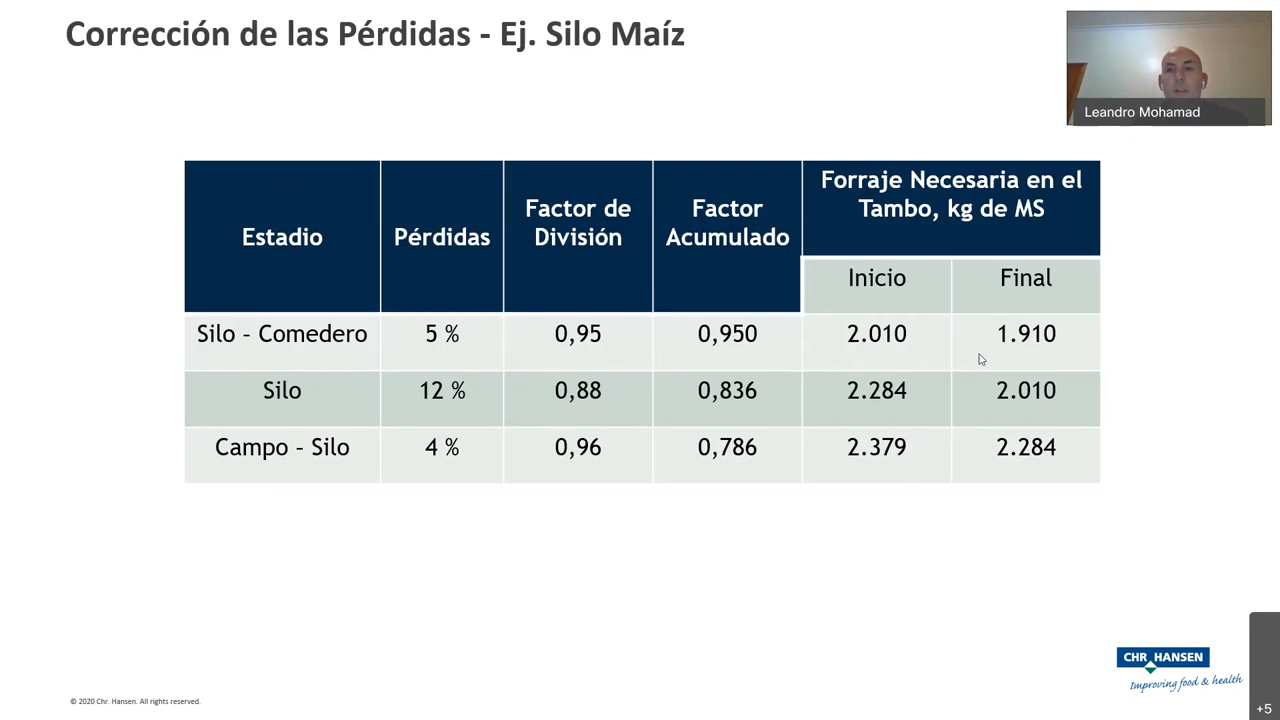 Corrección de las Pérdidas - Ej. Silo Maíz
Leandro Mohamad
Estadio
Pérdidas
Factor de
División
Factor
Acumulado
Forraje Necesaria en el
Tambo, kg de MS
Inicio
Final
Silo – Comedero 5 % 0,95 0,950 2.010 1.910
Silo 12 % 0,88 0,836 2.284 2.010
Campo – Silo 4 % 0,96 0,786 2.379 2.284
CHR HANSEN
Improving food & health
© 2020 Chr. Hansen. All rights reserved.
+5